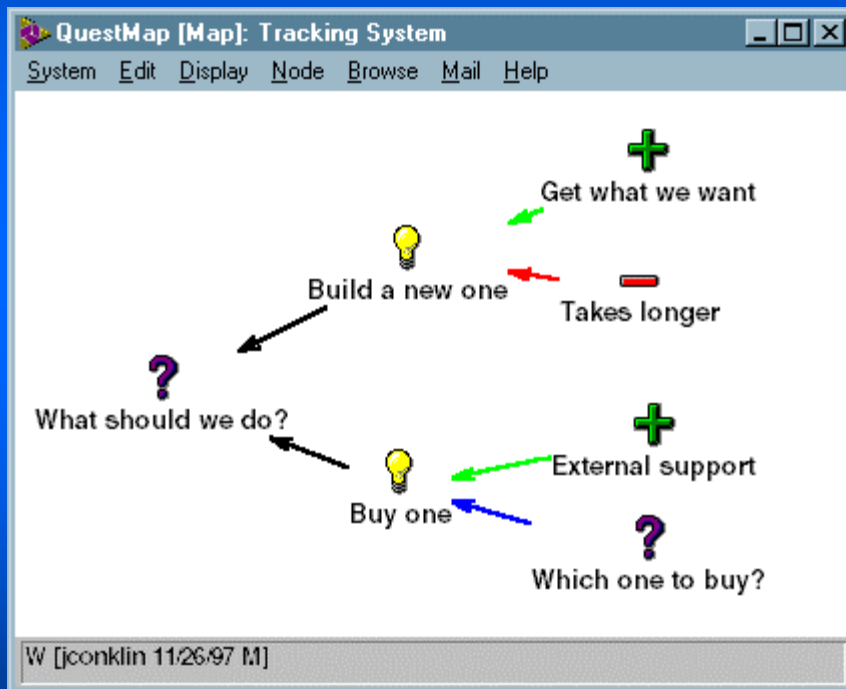 QuestMap [Map]: Tracking System
System Edit Display Node Browse Mail Help
Get what we want
Build a new one
Takes longer
What should we do?
External support
Buy one
Which one to buy?
W [jconklin 11/26/97 M]